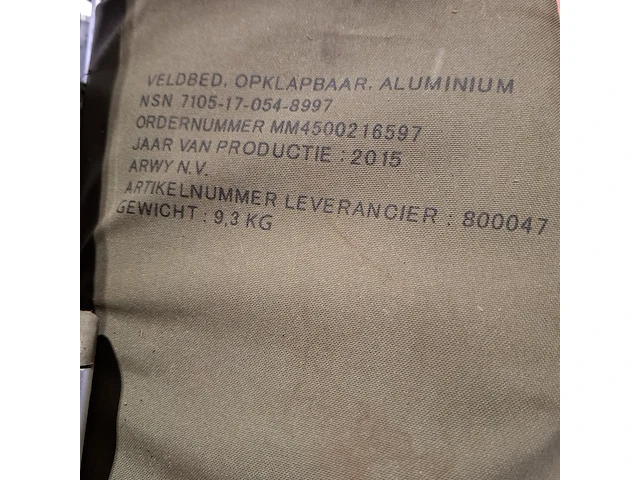 VELDBED, OPKLAPBAAR, ALUMINIUM
NSN 7105-17-054-8997
ORDERNUMMER MM4500216597
JAAR VAN PRODUCTIE : 2015
ARWY N.V.
ARTIKELNUMMER LEVERANCIER : 800047
GEWICHT : 9,3 KG